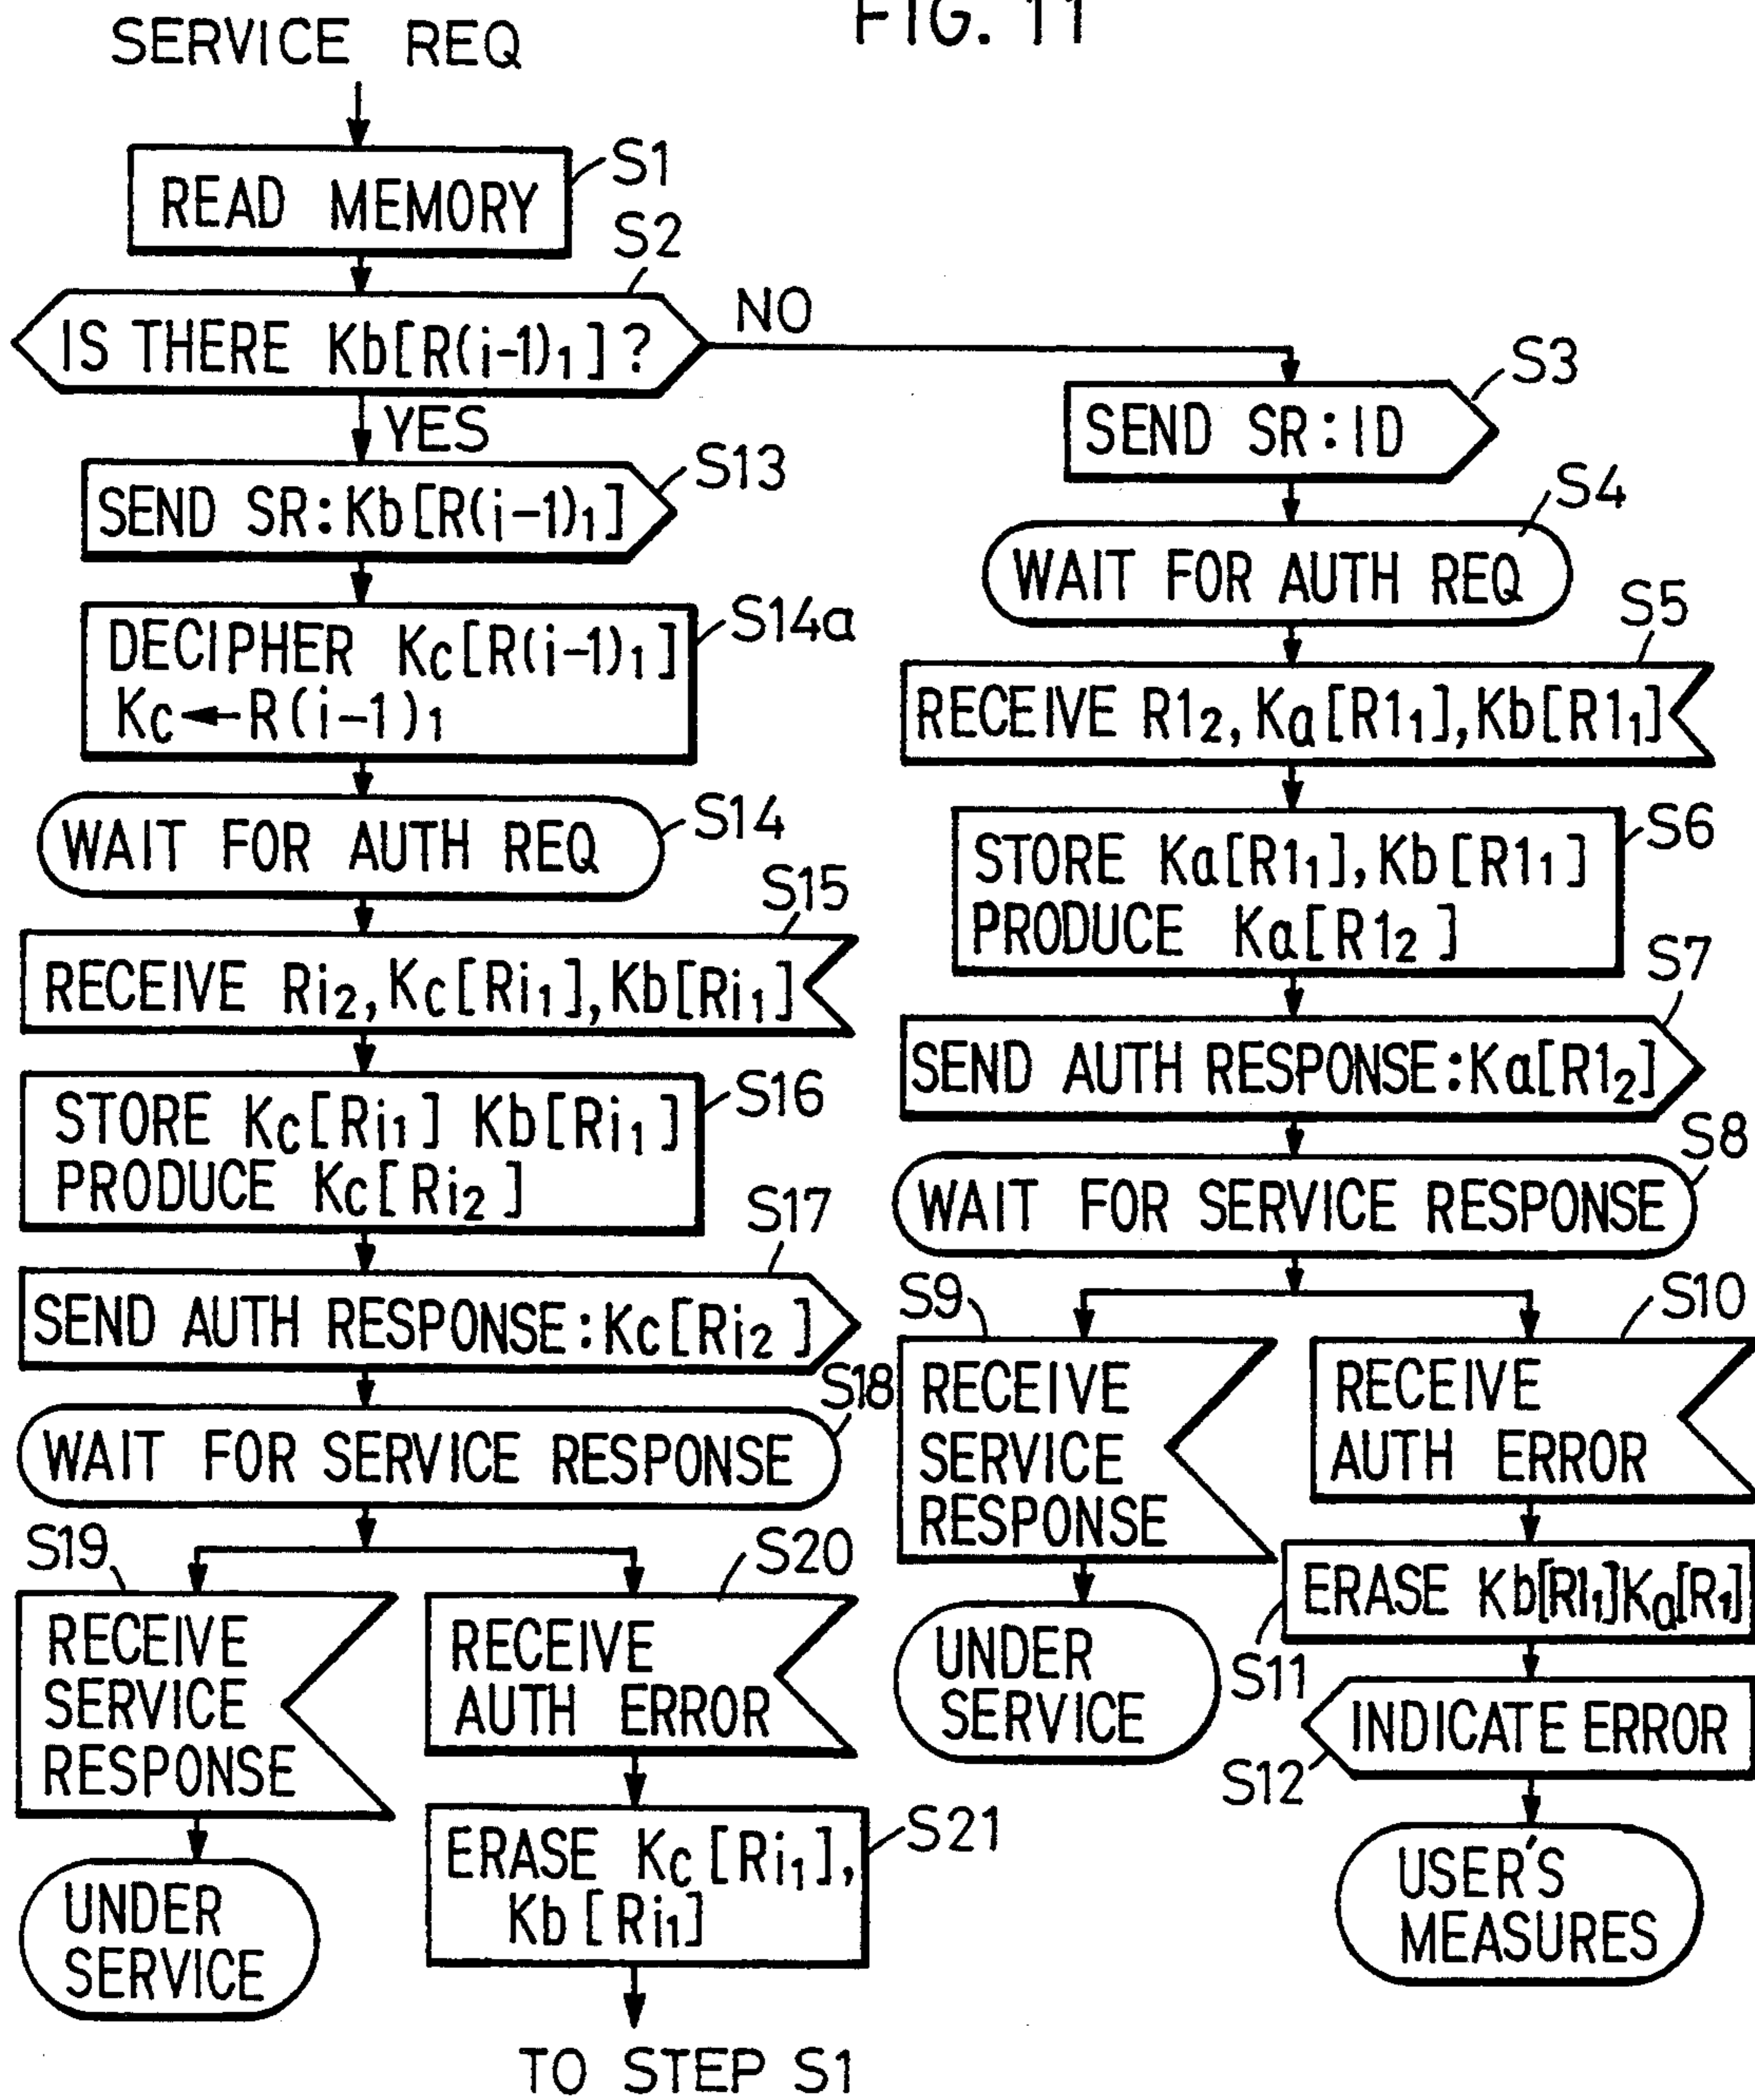 FIG. 11
SERVICE REQ
S1
READ MEMORY
S2
IS THERE Kb[R(i-1)₁]?
NO
YES
S13
SEND SR:Kb[R(i-1)₁]
S14a
DECIPHER Kc[R(i-1)₁]
Kc←R(i-1)₁
S14
WAIT FOR AUTH REQ
S15
RECEIVE Ri₂,Kc[Ri₁],Kb[Ri₁]
S16
STORE Kc[Ri₁] Kb[Ri₁]
PRODUCE Kc[Ri₂]
S17
SEND AUTH RESPONSE:Kc[Ri₂]
S18
WAIT FOR SERVICE RESPONSE
S19
RECEIVE
SERVICE
RESPONSE
UNDER
SERVICE
S20
RECEIVE
AUTH ERROR
S21
ERASE Kc[Ri₁],
Kb[Ri₁]
TO STEP S1
S3
SEND SR:ID
S4
WAIT FOR AUTH REQ
S5
RECEIVE R1₂,Ka[R1₁],Kb[R1₁]
S6
STORE Ka[R1₁],Kb[R1₁]
PRODUCE Ka[R1₂]
S7
SEND AUTH RESPONSE:Ka[R1₂]
S8
WAIT FOR SERVICE RESPONSE
S9
RECEIVE
SERVICE
RESPONSE
UNDER
SERVICE
S10
RECEIVE
AUTH ERROR
S11
ERASE Kb[R1₁]Ka[R₁]
S12
INDICATE ERROR
USER'S
MEASURES